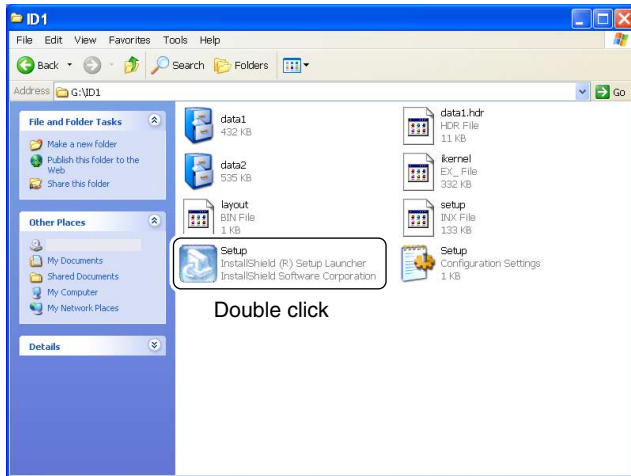 ID1
File Edit View Favorites Tools Help
Back Search Folders
Address G:\ID1 Go
File and Folder Tasks
Make a new folder
Publish this folder to the
Web
Share this folder
Other Places
My Documents
Shared Documents
My Computer
My Network Places
Details
data1
432 KB
data1.hdr
HDR File
11 KB
data2
535 KB
ikernel
EX_ File
332 KB
layout
BIN File
1 KB
setup
INX File
133 KB
Setup
InstallShield (R) Setup Launcher
InstallShield Software Corporation
Setup
Configuration Settings
1 KB
Double click